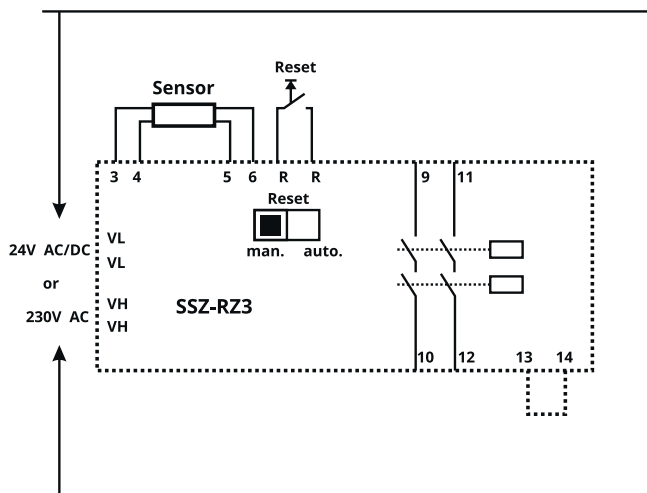 Reset
Sensor
3 4 5 6 R R 9 11
Reset
man. auto.
VL
24V AC/DC
VL
or
VH
230V AC
VH
SSZ-RZ3
10 12 13 14